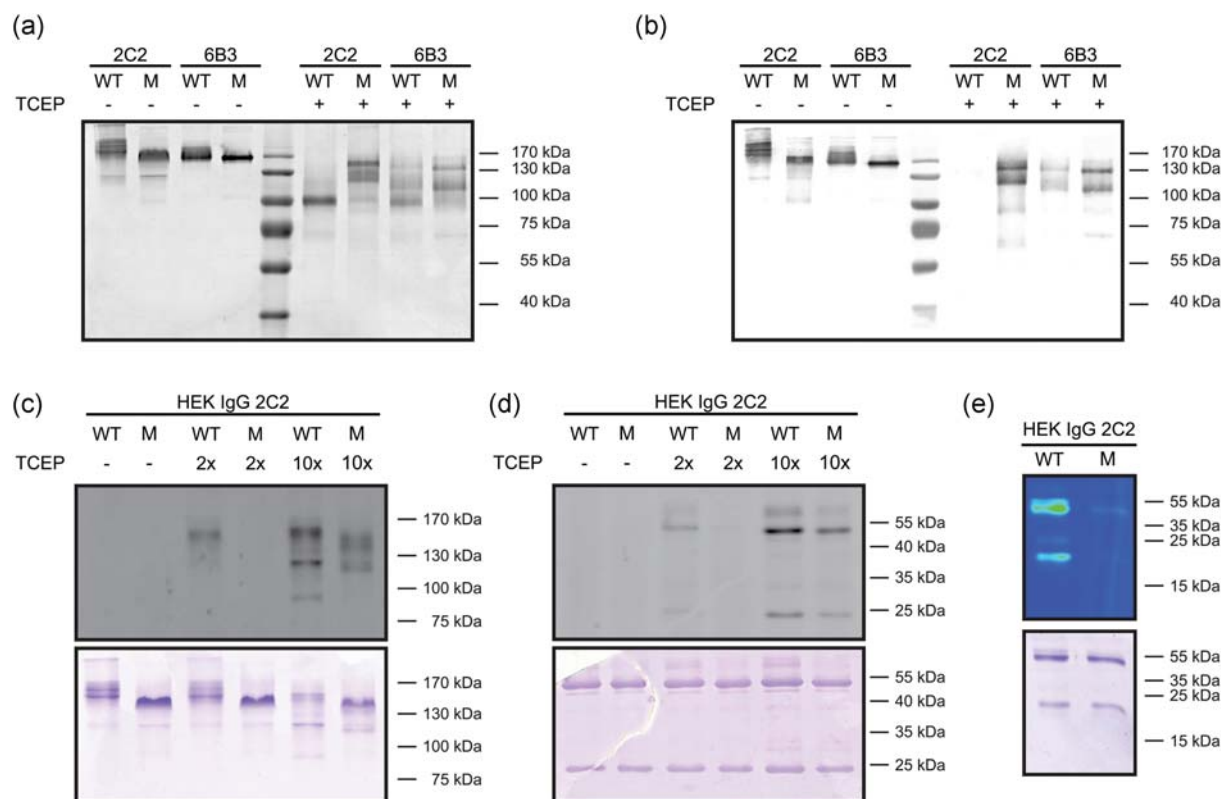 (a)
2C2 6B3 2C2 6B3
WT M WT M WT M WT M
TCEP - - - - + + + +
170 kDa
130 kDa
100 kDa
75 kDa
55 kDa
40 kDa
(b)
2C2 6B3 2C2 6B3
WT M WT M WT M WT M
TCEP - - - - + + + +
170 kDa
130 kDa
100 kDa
75 kDa
55 kDa
40 kDa
(c)
HEK IgG 2C2
WT M WT M WT M
TCEP - - 2x 2x 10x 10x
170 kDa
130 kDa
100 kDa
75 kDa
170 kDa
130 kDa
100 kDa
75 kDa
(d)
HEK IgG 2C2
WT M WT M WT M
TCEP - - 2x 2x 10x 10x
55 kDa
40 kDa
35 kDa
25 kDa
55 kDa
40 kDa
35 kDa
25 kDa
(e)
HEK IgG 2C2
WT M
55 kDa
35 kDa
25 kDa
15 kDa
55 kDa
35 kDa
25 kDa
15 kDa